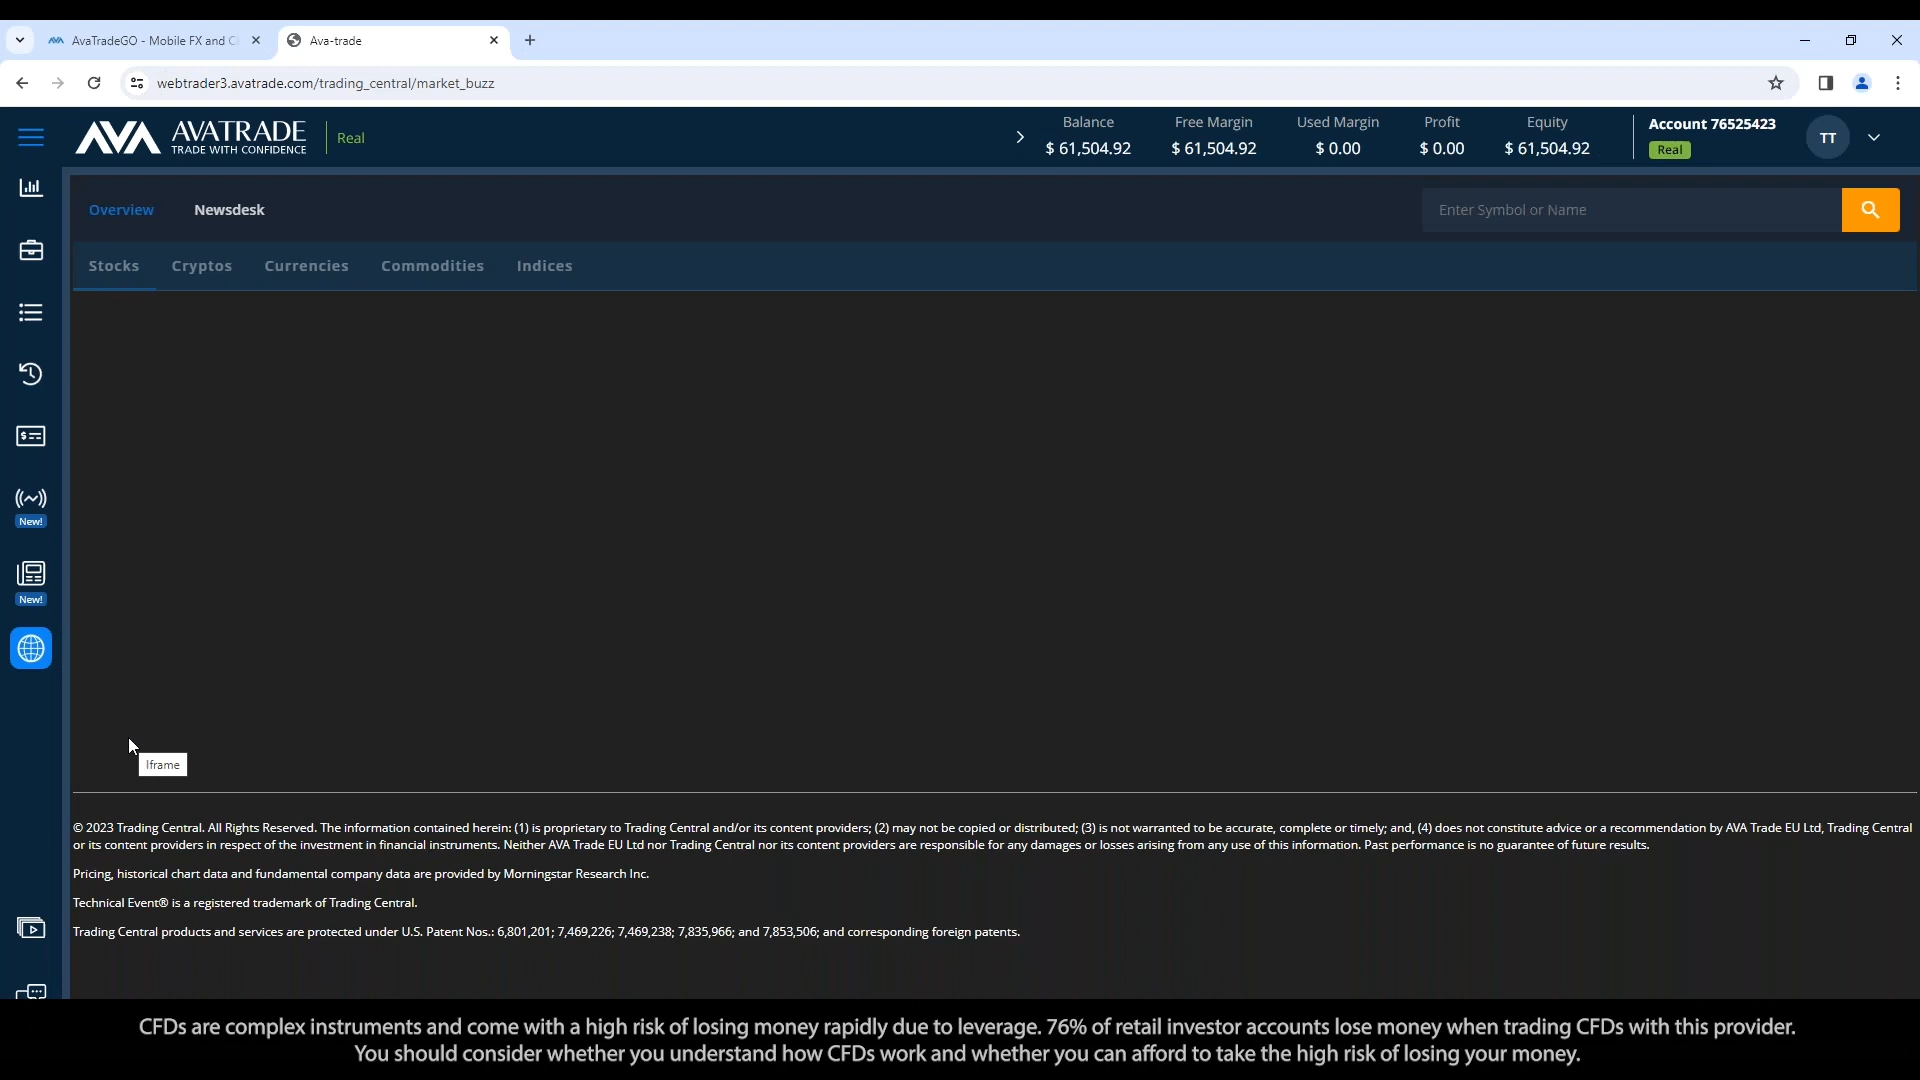 AvaTradeGO - Mobile FX and C
Ava-trade
webtrader3.avatrade.com/trading_central/market_buzz
AVA AVATRADE
TRADE WITH CONFIDENCE
Real
Balance
$ 61,504.92
Free Margin
$ 61,504.92
Used Margin
$ 0.00
Profit
$ 0.00
Equity
$ 61,504.92
Account 76525423
Real
TT
Overview
Newsdesk
Enter Symbol or Name
Stocks
Cryptos
Currencies
Commodities
Indices
New!
New!
Iframe
© 2023 Trading Central. All Rights Reserved. The information contained herein: (1) is proprietary to Trading Central and/or its content providers; (2) may not be copied or distributed; (3) is not warranted to be accurate, complete or timely; and, (4) does not constitute advice or a recommendation by AVA Trade EU Ltd, Trading Central
or its content providers in respect of the investment in financial instruments. Neither AVA Trade EU Ltd nor Trading Central nor its content providers are responsible for any damages or losses arising from any use of this information. Past performance is no guarantee of future results.
Pricing, historical chart data and fundamental company data are provided by Morningstar Research Inc.
Technical Event® is a registered trademark of Trading Central.
Trading Central products and services are protected under U.S. Patent Nos.: 6,801,201; 7,469,226; 7,469,238; 7,835,966; and 7,853,506; and corresponding foreign patents.
CFDs are complex instruments and come with a high risk of losing money rapidly due to leverage. 76% of retail investor accounts lose money when trading CFDs with this provider.
You should consider whether you understand how CFDs work and whether you can afford to take the high risk of losing your money.